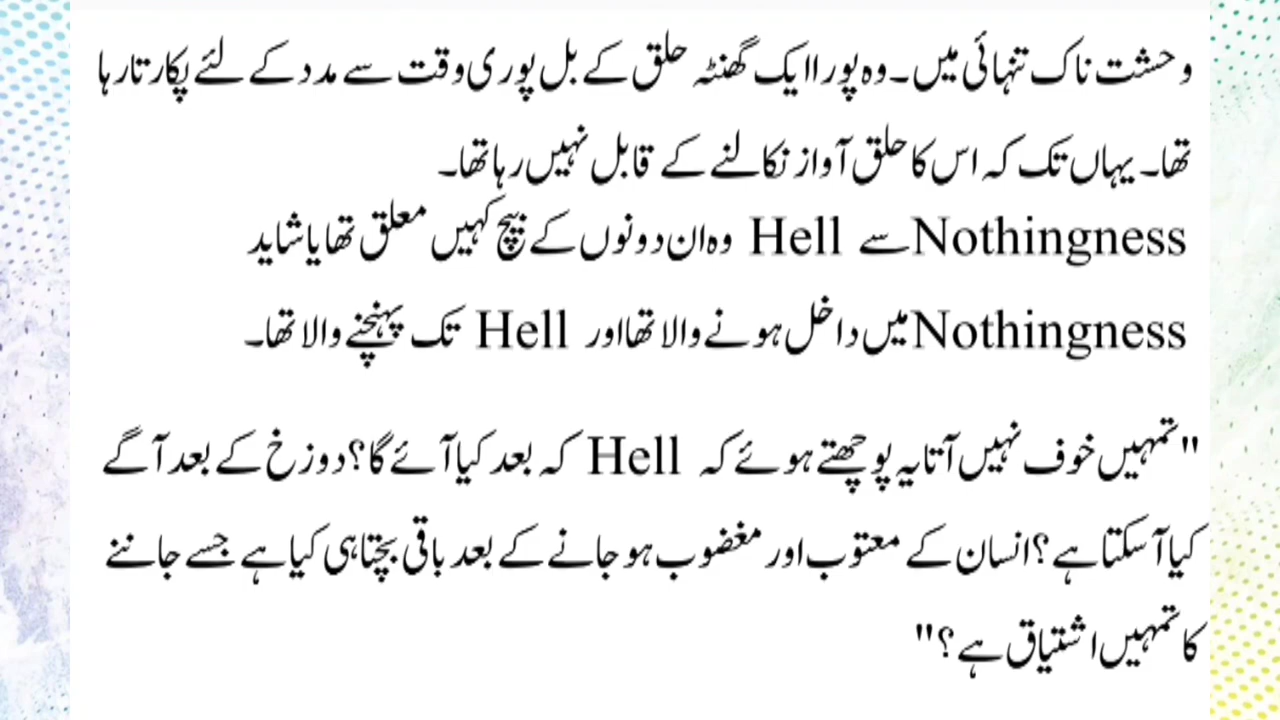 وحشت ناک تنہائی میں۔ وہ پورا ایک گھنٹہ حلق کے بل پوری وقت سے مدد کے لئے پکارتا رہا
تھا۔ یہاں تک کہ اس کا حلق آواز نکالنے کے قابل نہیں رہا تھا۔
Nothingness سے Hell وہ ان دونوں کے بیچ کہیں معلق تھا یا شاید
Nothingness میں داخل ہونے والا تھا اور Hell تک پہنچنے والا تھا۔
"تمہیں خوف نہیں آتا یہ پوچھتے ہوئے کہ Hell کہ بعد کیا آئے گا؟ دوزخ کے بعد آگے
کیا آ سکتا ہے؟ انسان کے معتوب اور مغضوب ہو جانے کے بعد باقی بچتا ہی کیا ہے جسے جاننے
کا تمہیں اشتیاق ہے؟"